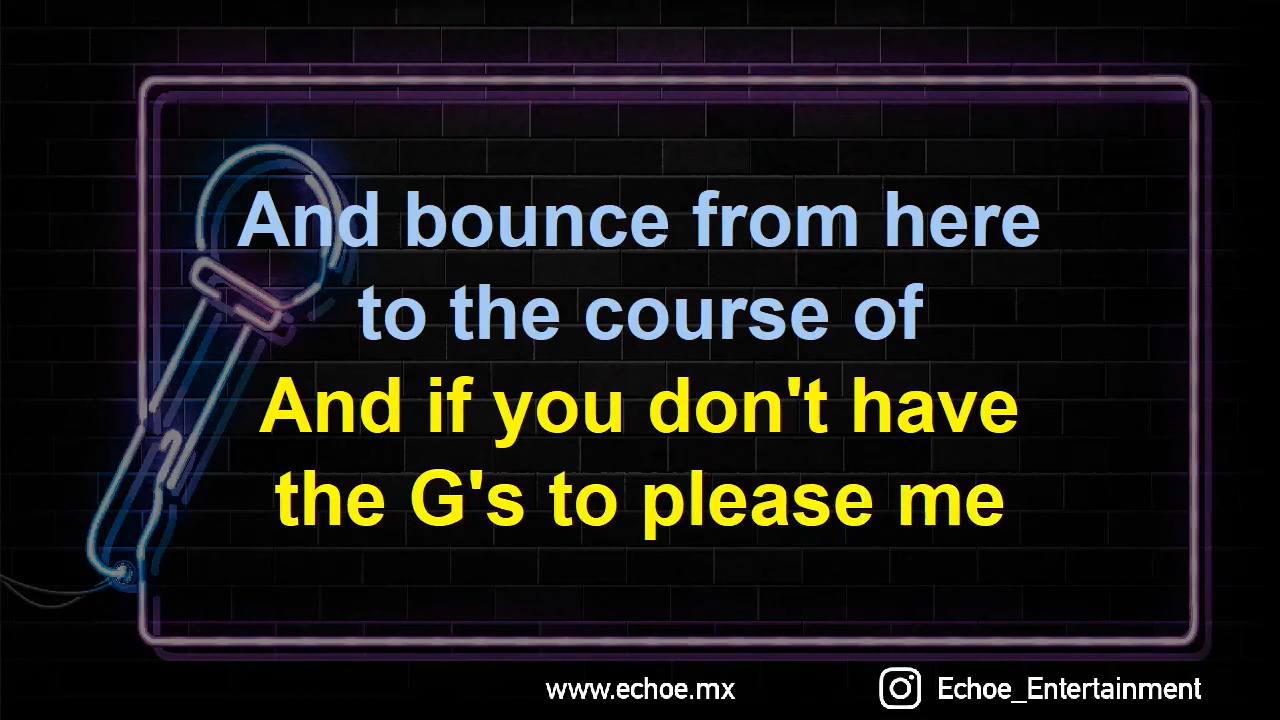 And bounce from here
to the course of
And if you don't have
the G's to please me
www.echoe.mx
Echoe_Entertainment